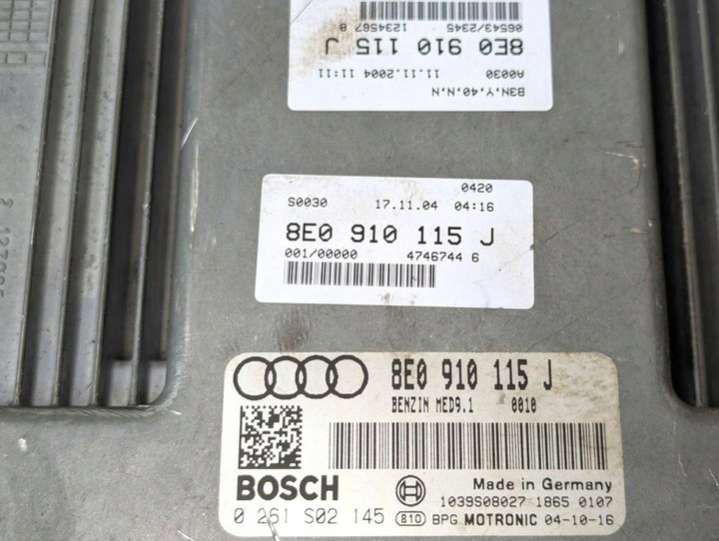 B3N.Y.40.N.N
A0030 11.11.2004 11:11
8E0 910 115 J
06543/2345 1234567 8
0420
S0030 17.11.04 04:16
8E0 910 115 J
001/00000 4746744 6
8E0 910 115 J
BENZIN MED9.1 0010
BOSCH
Made in Germany
1039S08027 1865 0107
0 261 S02 145 810 BPG MOTRONIC 04-10-16